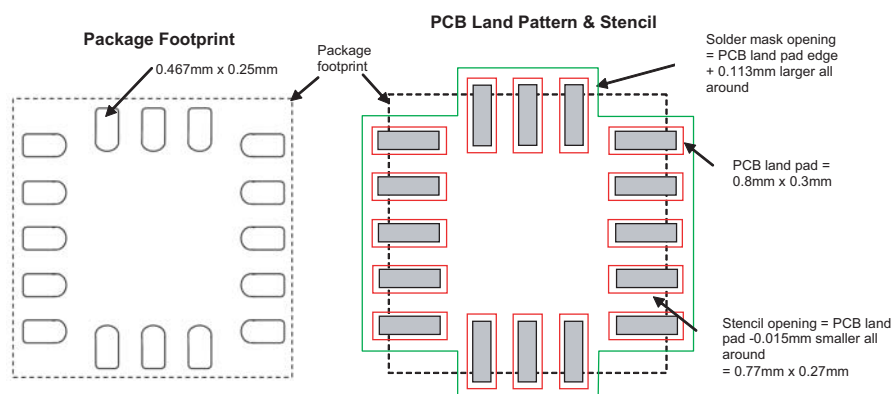 PCB Land Pattern & Stencil
Package Footprint
0.467mm x 0.25mm
Package
footprint
Solder mask opening
= PCB land pad edge
+ 0.113mm larger all
around
PCB land pad =
0.8mm x 0.3mm
Stencil opening = PCB land
pad -0.015mm smaller all
around
= 0.77mm x 0.27mm